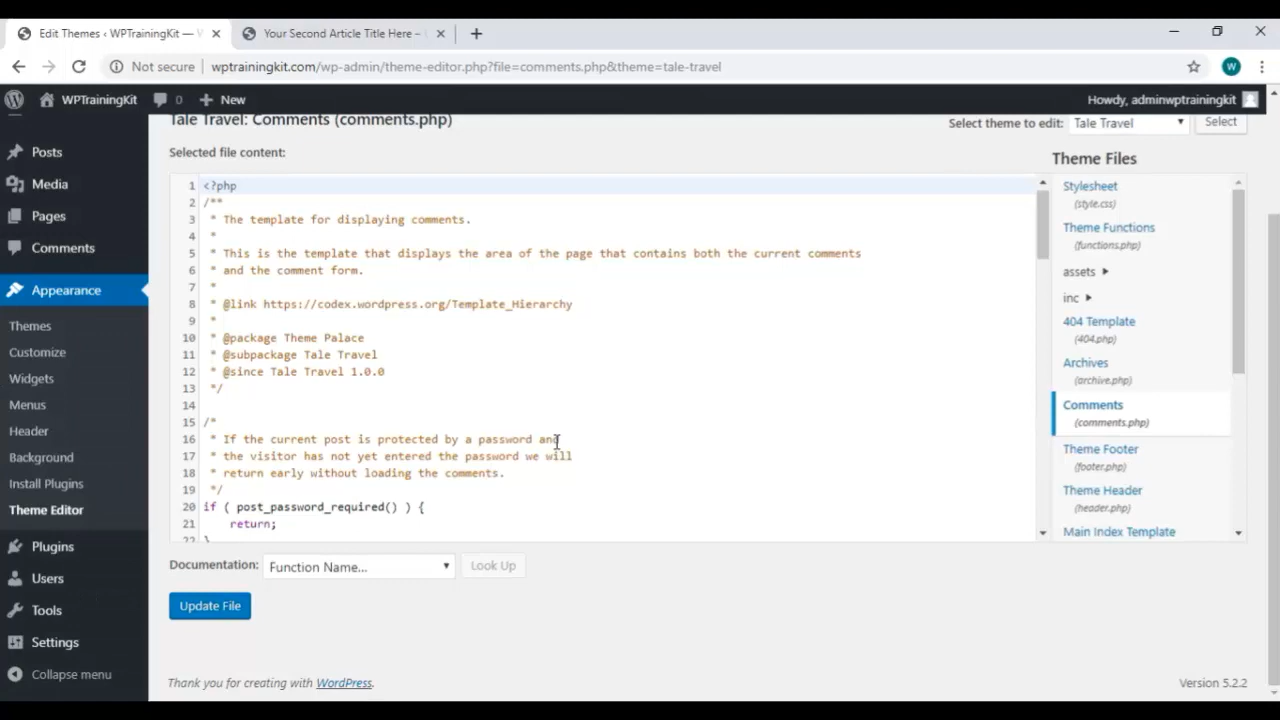 Edit Themes ‹ WPTrainingKit —
Your Second Article Title Here –
Not secure
wptrainingkit.com/wp-admin/theme-editor.php?file=comments.php&theme=tale-travel
W
WPTrainingKit
0
New
Howdy, adminwptrainingkit
Posts
Media
Pages
Comments
Appearance
Themes
Customize
Widgets
Menus
Header
Background
Install Plugins
Theme Editor
Plugins
Users
Tools
Settings
Collapse menu
Tale Travel: Comments (comments.php)
Select theme to edit: Tale Travel Select
Selected file content:
1 <?php
2 /**
3 * The template for displaying comments.
4 *
5 * This is the template that displays the area of the page that contains both the current comments
6 * and the comment form.
7 *
8 * @link https://codex.wordpress.org/Template_Hierarchy
9 *
10 * @package Theme Palace
11 * @subpackage Tale Travel
12 * @since Tale Travel 1.0.0
13 */
14
15 /*
16 * If the current post is protected by a password and
17 * the visitor has not yet entered the password we will
18 * return early without loading the comments.
19 */
20 if ( post_password_required() ) {
21 return;
22 }
Theme Files
Stylesheet
(style.css)
Theme Functions
(functions.php)
assets
inc
404 Template
(404.php)
Archives
(archive.php)
Comments
(comments.php)
Theme Footer
(footer.php)
Theme Header
(header.php)
Main Index Template
Documentation: Function Name... Look Up
Update File
Thank you for creating with WordPress.
Version 5.2.2